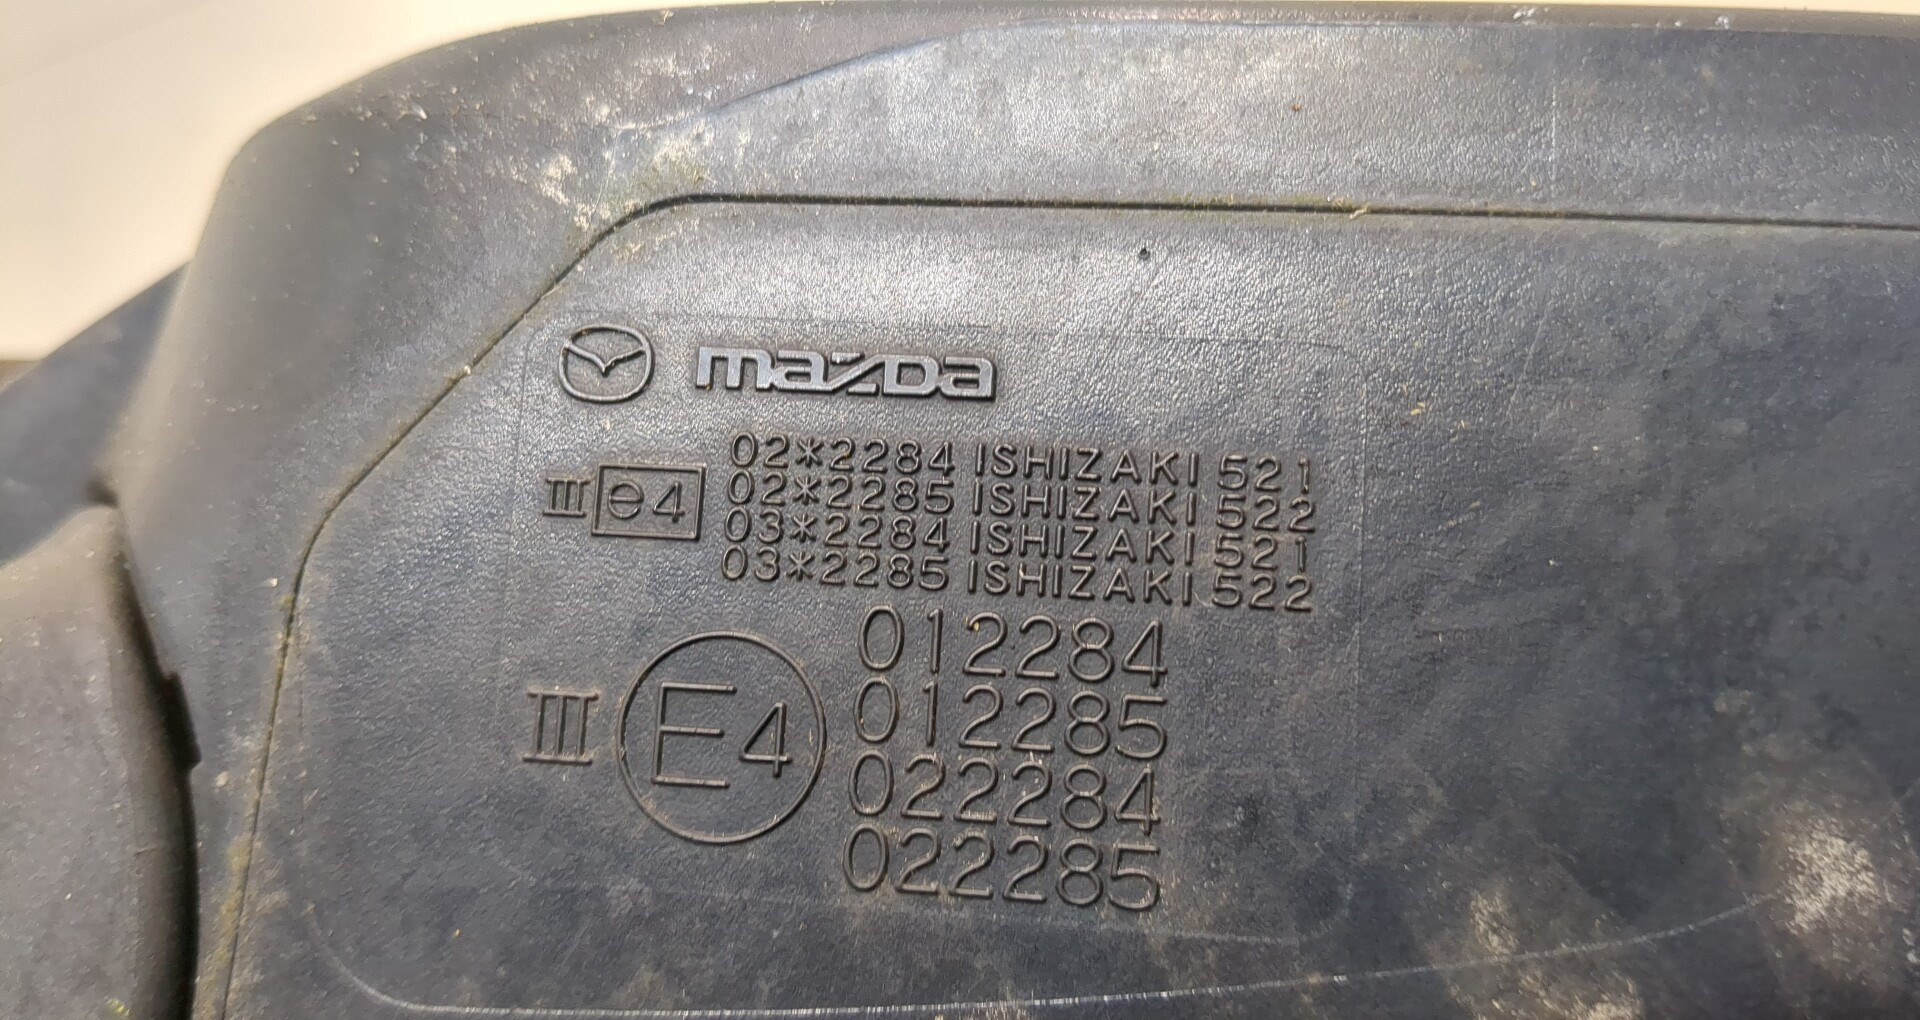 mazda
02*2284 ISHIZAKI 521
02*2285 ISHIZAKI 522
III e4
03*2284 ISHIZAKI 521
03*2285 ISHIZAKI 522
012284
012285
III E4
022284
022285